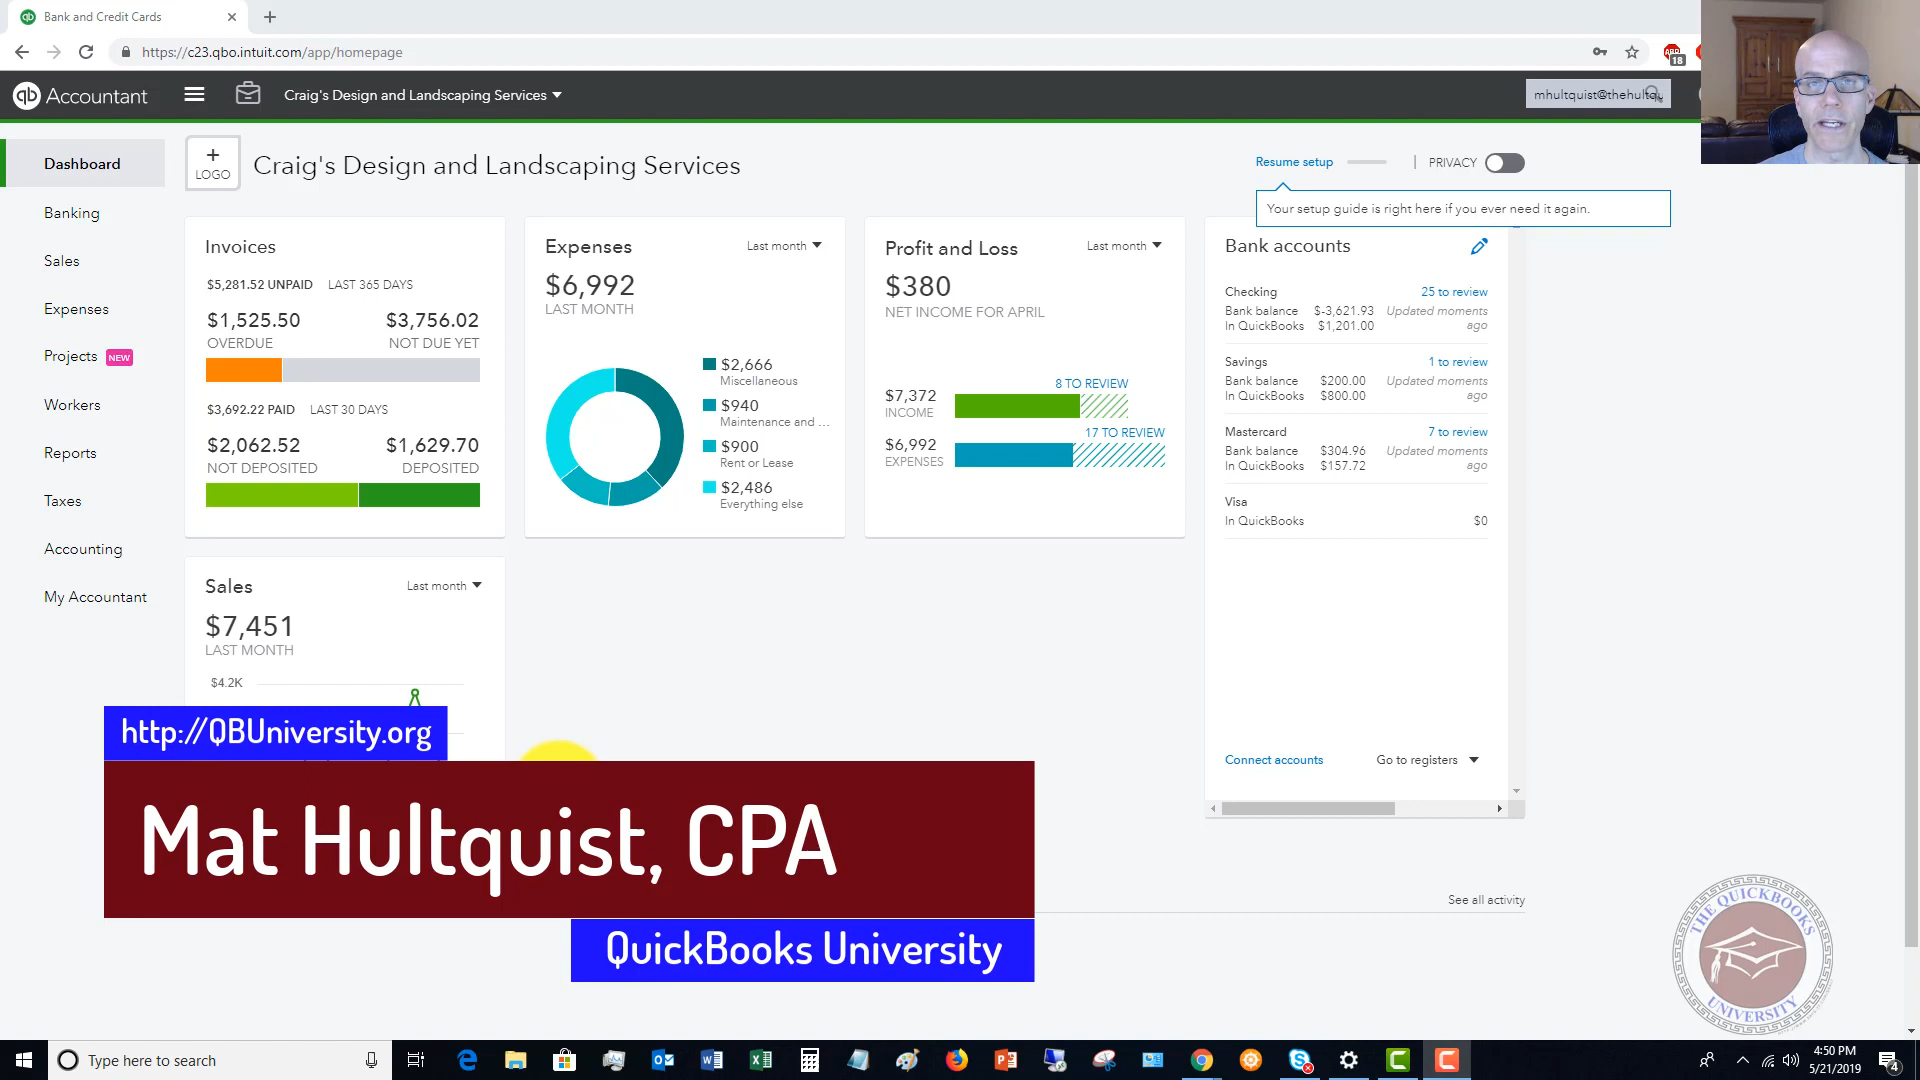 Bank and Credit Cards
https://c23.qbo.intuit.com/app/homepage
ABP
18
qb Accountant
Craig's Design and Landscaping Services
mhultquist@thehultqu
Dashboard
Banking
Sales
Expenses
Projects NEW
Workers
Reports
Taxes
Accounting
My Accountant
+
LOGO
Craig's Design and Landscaping Services
Resume setup
| PRIVACY
Your setup guide is right here if you ever need it again.
Invoices
$5,281.52 UNPAID LAST 365 DAYS
$1,525.50 $3,756.02
OVERDUE NOT DUE YET
$3,692.22 PAID LAST 30 DAYS
$2,062.52 $1,629.70
NOT DEPOSITED DEPOSITED
Expenses Last month
$6,992
LAST MONTH
$2,666
Miscellaneous
$940
Maintenance and ...
$900
Rent or Lease
$2,486
Everything else
Profit and Loss Last month
$380
NET INCOME FOR APRIL
8 TO REVIEW
$7,372
INCOME
17 TO REVIEW
$6,992
EXPENSES
Bank accounts
Checking 25 to review
Bank balance $-3,621.93 Updated moments
In QuickBooks $1,201.00 ago
Savings 1 to review
Bank balance $200.00 Updated moments
In QuickBooks $800.00 ago
Mastercard 7 to review
Bank balance $304.96 Updated moments
In QuickBooks $157.72 ago
Visa
In QuickBooks $0
Connect accounts Go to registers
Sales Last month
$7,451
LAST MONTH
$4.2K
http://QBUniversity.org
Mat Hultquist, CPA
QuickBooks University
See all activity
THE QUICKBOOKS
UNIVERSITY
Type here to search
4:50 PM
5/21/2019
4